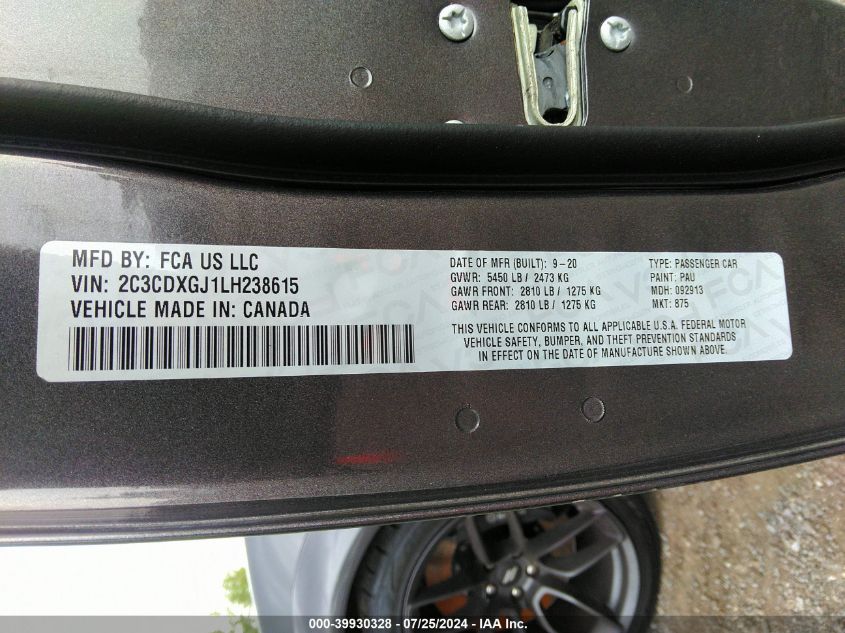 MFD BY: FCA US LLC
VIN: 2C3CDXGJ1LH238615
VEHICLE MADE IN: CANADA
DATE OF MFR (BUILT): 9-20
GVWR: 5450 LB / 2473 KG
GAWR FRONT: 2810 LB / 1275 KG
GAWR REAR: 2810 LB / 1275 KG
TYPE: PASSENGER CAR
PAINT: PAU
MDH: 092913
MKT: 875
THIS VEHICLE CONFORMS TO ALL APPLICABLE U.S.A. FEDERAL MOTOR
VEHICLE SAFETY, BUMPER, AND THEFT PREVENTION STANDARDS
IN EFFECT ON THE DATE OF MANUFACTURE SHOWN ABOVE.
000-39930328 - 07/25/2024 - IAA Inc.